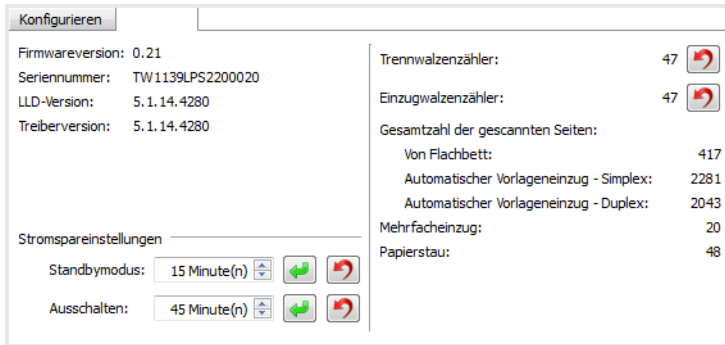 Konfigurieren
Firmwareversion: 0.21
Seriennummer: TW1139LPS2200020
LLD-Version: 5.1.14.4280
Treiberversion: 5.1.14.4280
Stromspareinstellungen
Standbymodus: 15 Minute(n)
Ausschalten: 45 Minute(n)
Trennwalzenzähler: 47
Einzugwalzenzähler: 47
Gesamtzahl der gescannten Seiten:
Von Flachbett: 417
Automatischer Vorlageneinzug - Simplex: 2281
Automatischer Vorlageneinzug - Duplex: 2043
Mehrfacheinzug: 20
Papierstau: 48